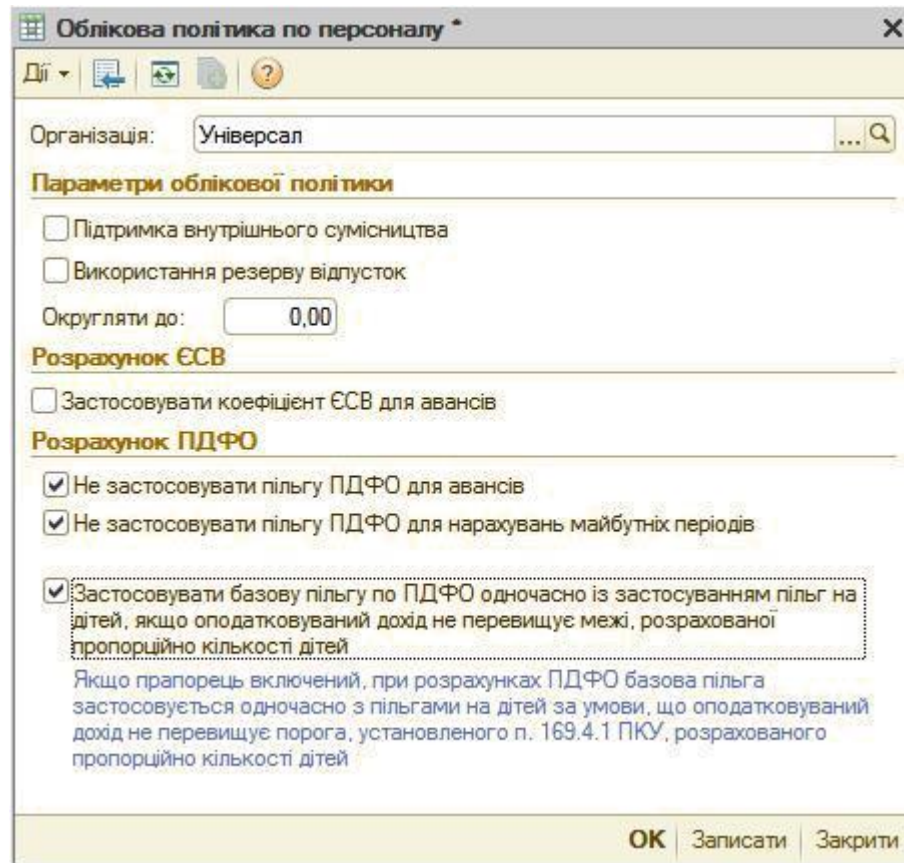 Облікова політика по персоналу *
Дії
Організація: Універсал ...
Параметри облікової політики
Підтримка внутрішнього сумісництва
Використання резерву відпусток
Округляти до: 0,00
Розрахунок ЄСВ
Застосовувати коефіцієнт ЄСВ для авансів
Розрахунок ПДФО
Не застосовувати пільгу ПДФО для авансів
Не застосовувати пільгу ПДФО для нарахувань майбутніх періодів
Застосовувати базову пільгу по ПДФО одночасно із застосуванням пільг на
дітей, якщо оподатковуваний дохід не перевищує межі, розрахованої
пропорційно кількості дітей
Якщо прапорець включений, при розрахунках ПДФО базова пільга
застосовується одночасно з пільгами на дітей за умови, що оподатковуваний
дохід не перевищує порога, установленого п. 169.4.1 ПКУ, розрахованого
пропорційно кількості дітей
OK Записати Закрити